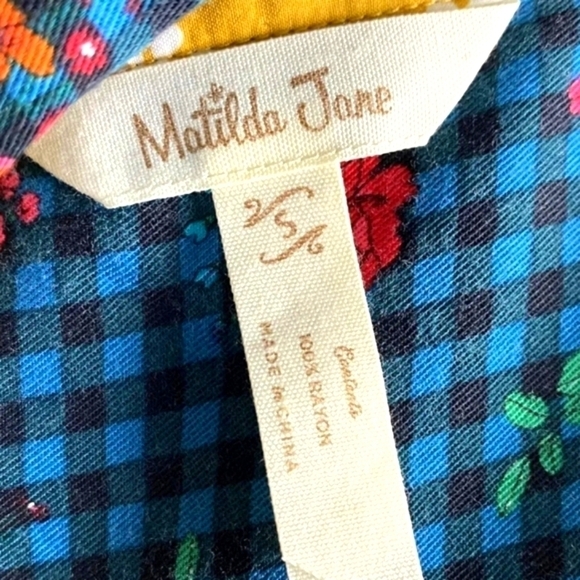 Matilda Jane
S
Contents
100% RAYON
MADE in CHINA